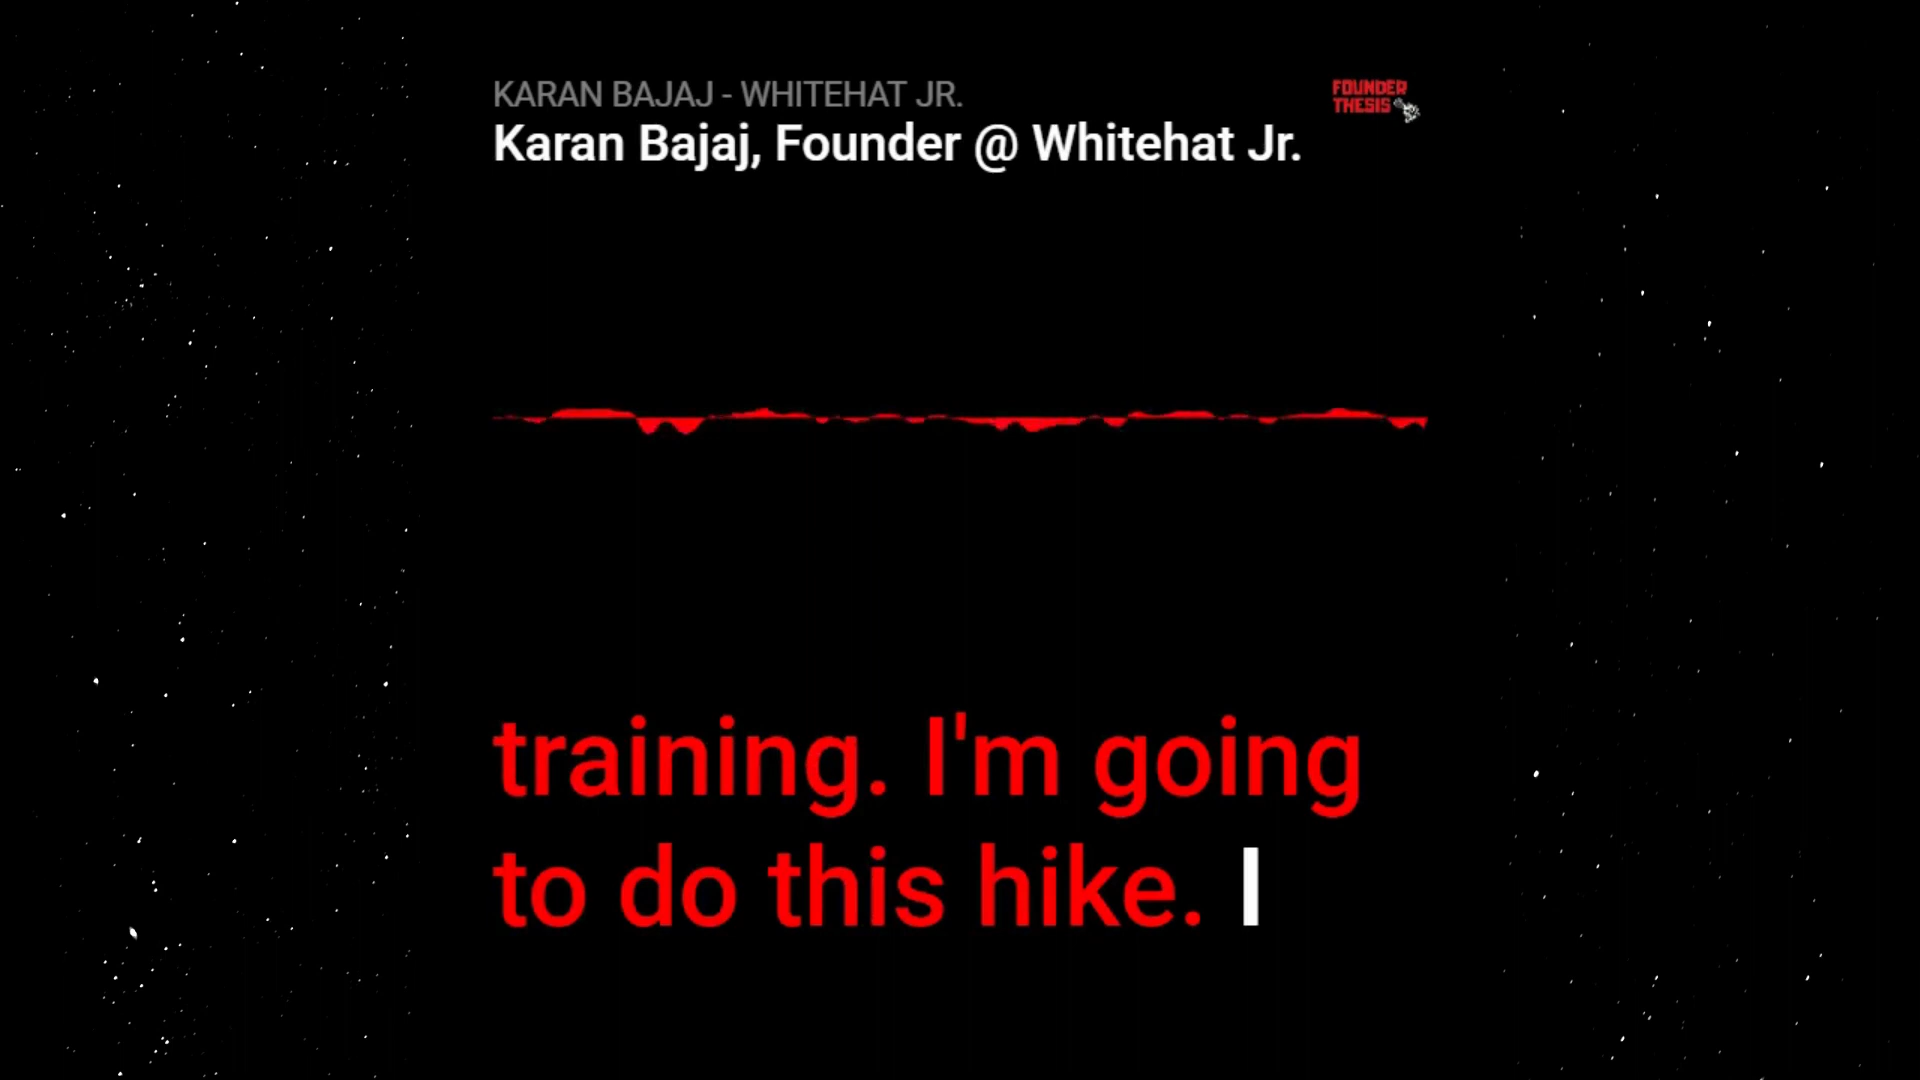 KARAN BAJAJ - WHITEHAT JR.
Karan Bajaj, Founder @ Whitehat Jr.
FOUNDER
THESIS
training. I'm going
to do this hike. I